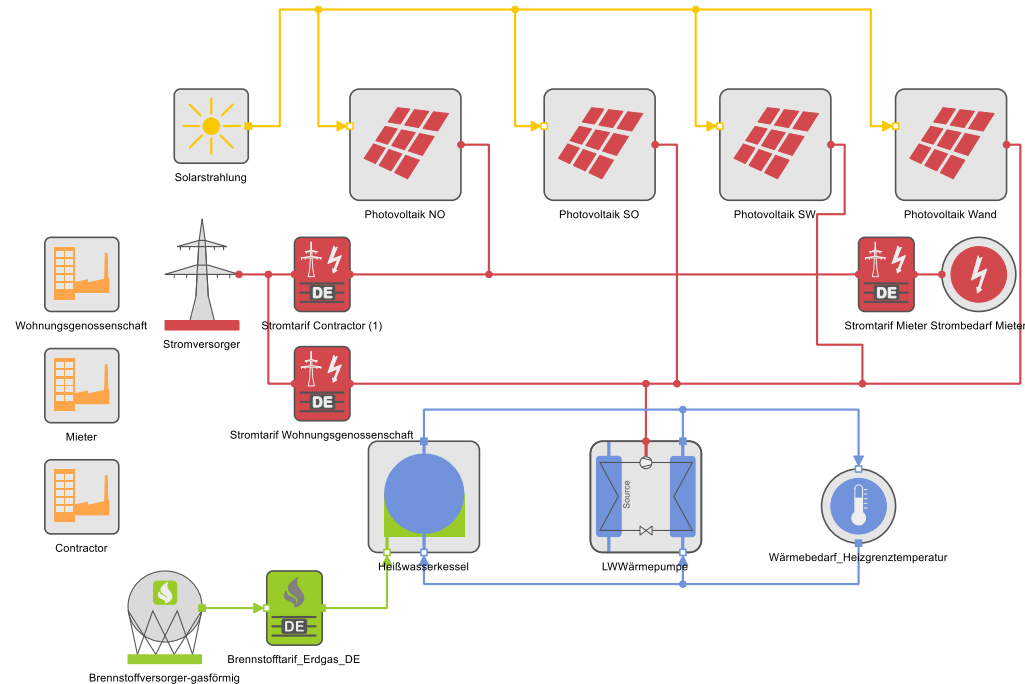 Solarstrahlung
Photovoltaik NO
Photovoltaik SO
Photovoltaik SW
Photovoltaik Wand
DE
DE
Wohnungsgenossenschaft
Stromversorger
Stromtarif Contractor (1)
Stromtarif Mieter
Strombedarf Mieter
DE
Mieter
Stromtarif Wohnungsgenossenschaft
Source
Contractor
Heißwasserkessel
LWWärmepumpe
Wärmebedarf_Heizgrenztemperatur
DE
Brennstofftarif_Erdgas_DE
Brennstoffversorger-gasförmig